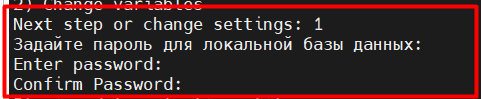 2) Change variables
Next step or change settings: 1
Задайте пароль для локальной базы данных:
Enter password:
Confirm Password: